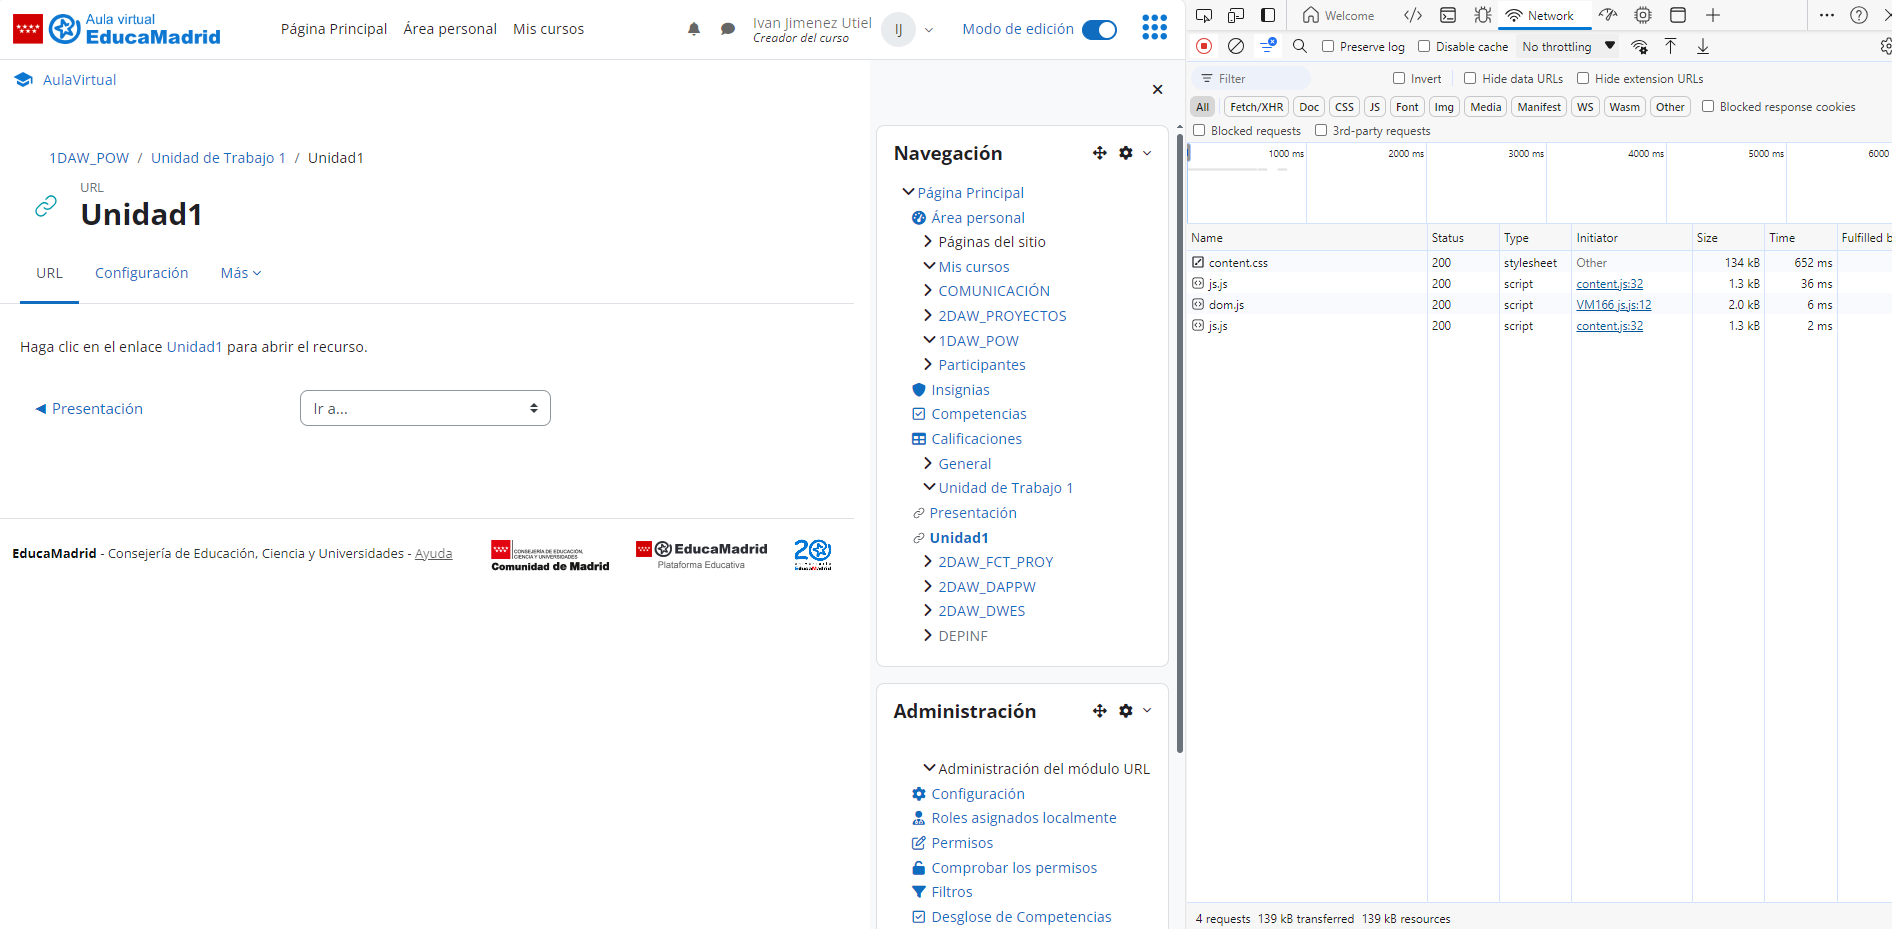 Aula virtual
EducaMadrid
Página Principal
Área personal
Mis cursos
Ivan Jimenez Utiel
Creador del curso
IJ
Modo de edición
AulaVirtual
1DAW_POW / Unidad de Trabajo 1 / Unidad1
URL
Unidad1
URL
Configuración
Más
Haga clic en el enlace Unidad1 para abrir el recurso.
◀ Presentación
Ir a...
EducaMadrid - Consejería de Educación, Ciencia y Universidades - Ayuda
CONSEJERÍA DE EDUCACIÓN,
CIENCIA Y UNIVERSIDADES
Comunidad de Madrid
EducaMadrid
Plataforma Educativa
20
EducaMadrid
Navegación
Página Principal
Área personal
Páginas del sitio
Mis cursos
COMUNICACIÓN
2DAW_PROYECTOS
1DAW_POW
Participantes
Insignias
Competencias
Calificaciones
General
Unidad de Trabajo 1
Presentación
Unidad1
2DAW_FCT_PROY
2DAW_DAPPW
2DAW_DWES
DEPINF
Administración
Administración del módulo URL
Configuración
Roles asignados localmente
Permisos
Comprobar los permisos
Filtros
Desglose de Competencias
Welcome
Network
Preserve log
Disable cache
No throttling
Filter
Invert
Hide data URLs
Hide extension URLs
All
Fetch/XHR
Doc
CSS
JS
Font
Img
Media
Manifest
WS
Wasm
Other
Blocked response cookies
Blocked requests
3rd-party requests
1000 ms
2000 ms
3000 ms
4000 ms
5000 ms
6000
Name Status Type Initiator Size Time Fulfilled b
content.css 200 stylesheet Other 134 kB 652 ms
js.js 200 script content.js:32 1.3 kB 36 ms
dom.js 200 script VM166 js.js:12 2.0 kB 6 ms
js.js 200 script content.js:32 1.3 kB 2 ms
4 requests 139 kB transferred 139 kB resources